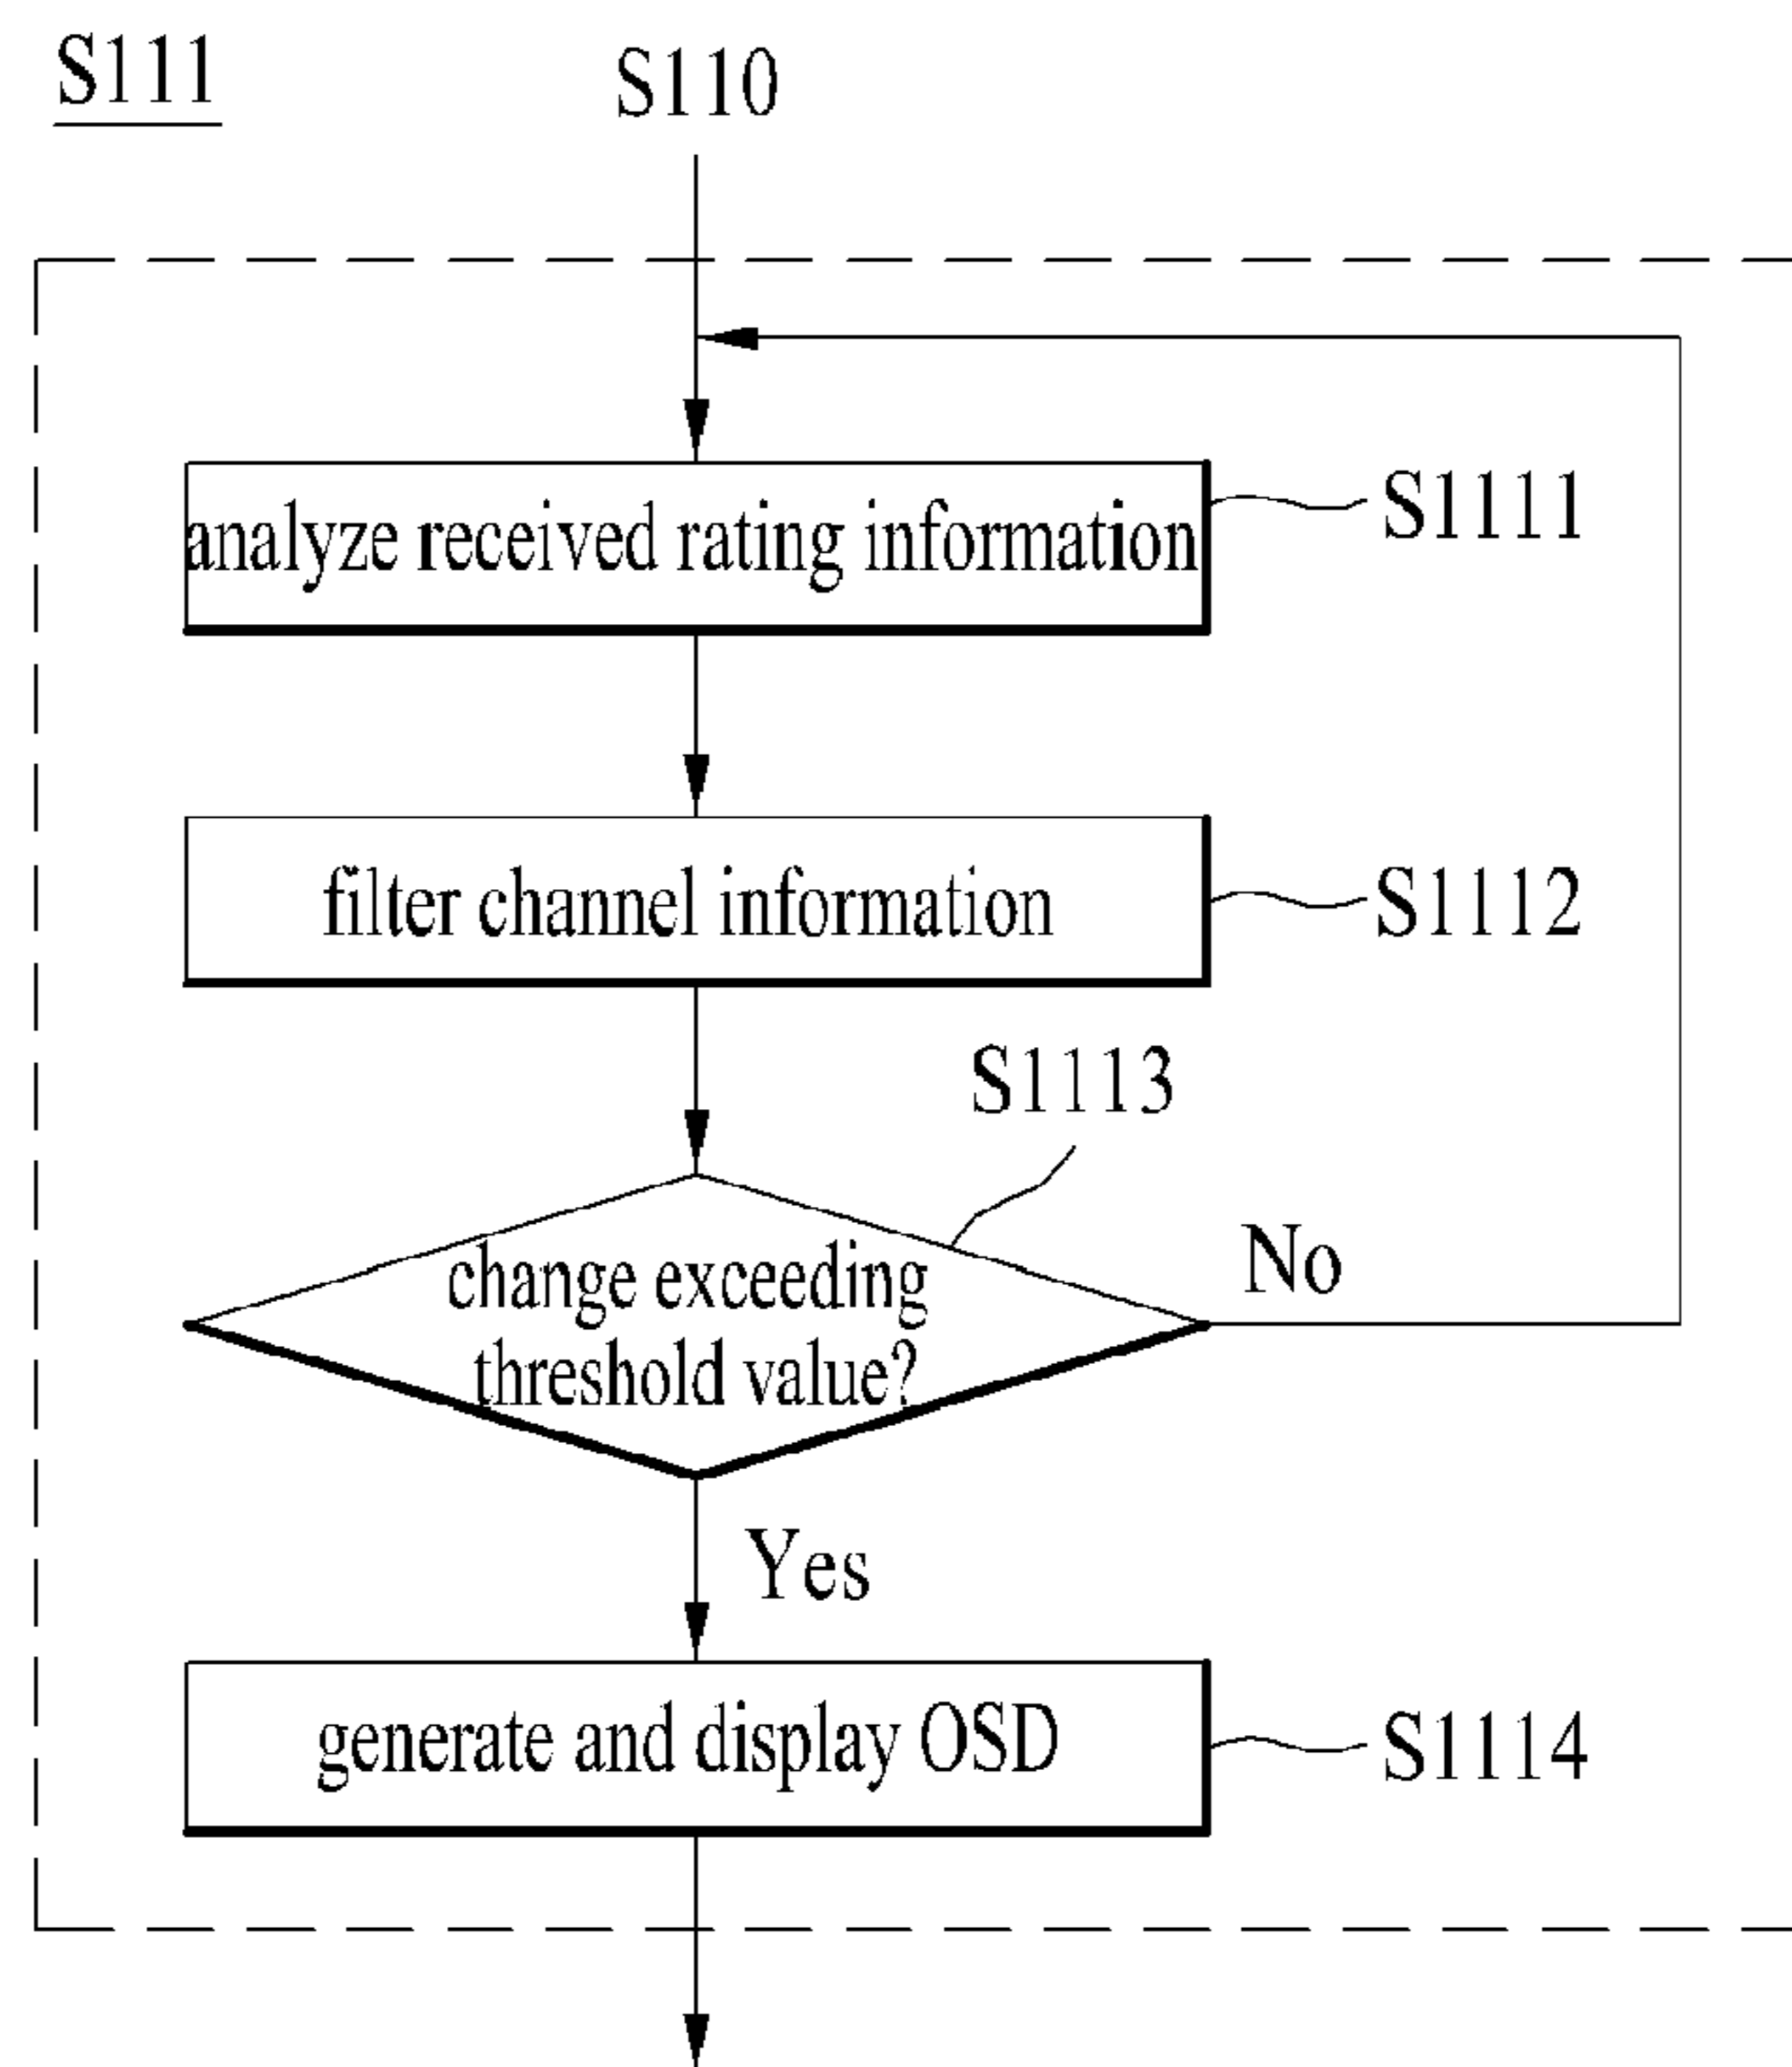 S111
S110
analyze received rating information
S1111
filter channel information
S1112
S1113
change exceeding
threshold value?
No
Yes
generate and display OSD
S1114